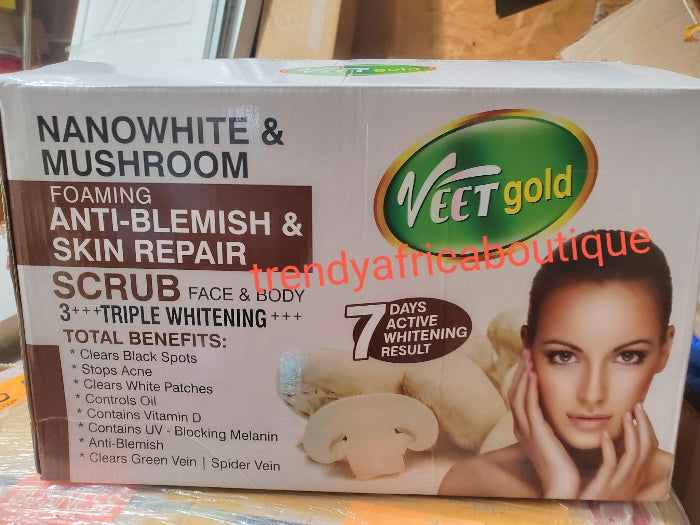 VEET gold
NANOWHITE &
MUSHROOM
FOAMING
ANTI-BLEMISH &
SKIN REPAIR
SCRUB FACE & BODY
3+++TRIPLE WHITENING+++
TOTAL BENEFITS:
* Clears Black Spots
* Stops Acne
* Clears White Patches
* Controls Oil
* Contains Vitamin D
* Contains UV - Blocking Melanin
* Anti-Blemish
* Clears Green Vein | Spider Vein
VEET gold
trendyafricaboutique
7 DAYS
ACTIVE
WHITENING
RESULT